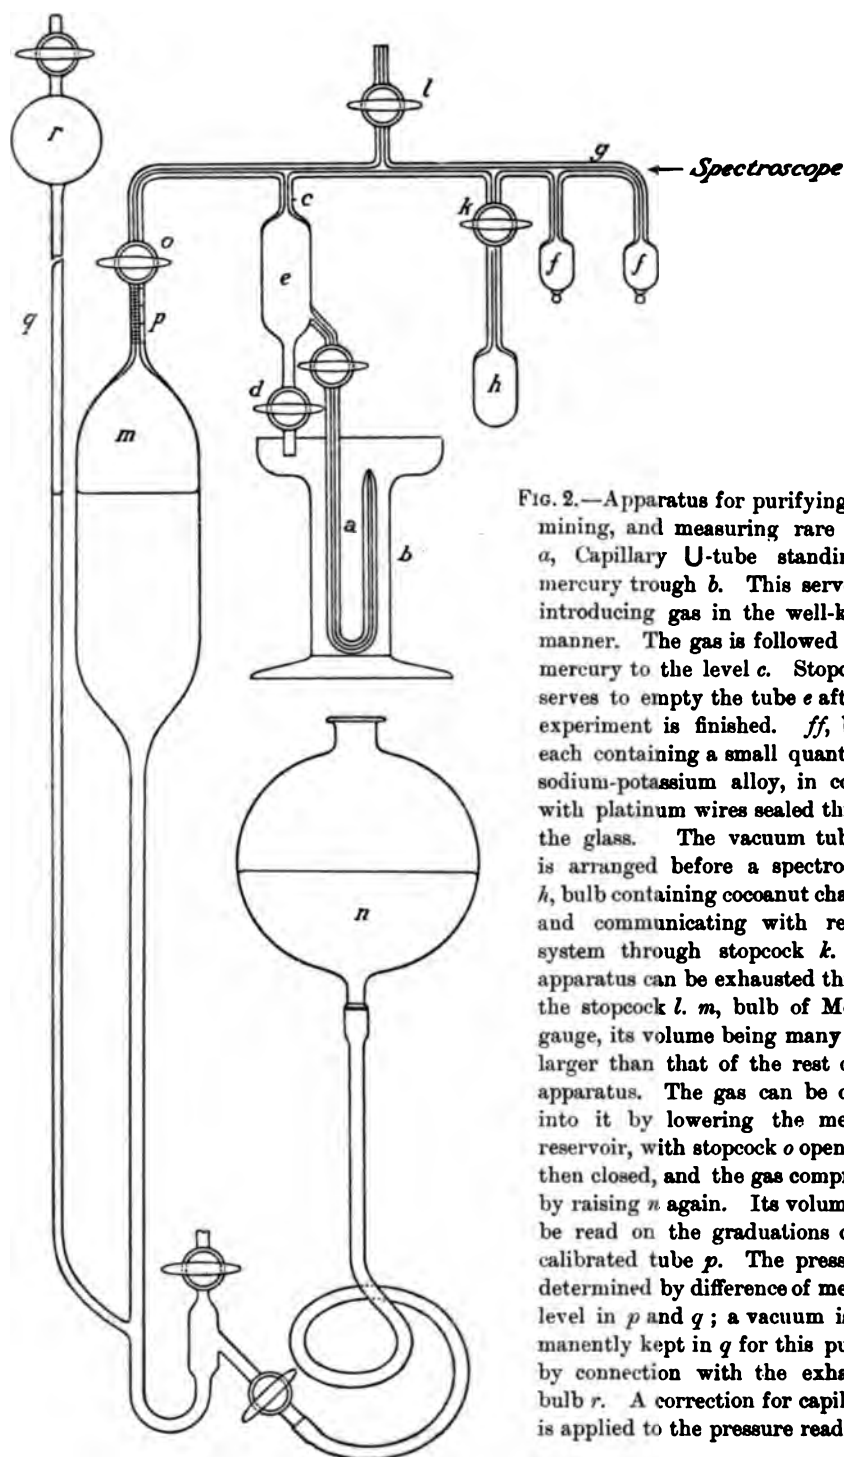 r
l
g
Spectroscope
c
k
o
e
f
f
q
p
h
d
m
a
b
n
FIG. 2.—Apparatus for purifying
mining, and measuring rare
a, Capillary U-tube standin
mercury trough b. This serv
introducing gas in the well-k
manner. The gas is followed
mercury to the level c. Stopc
serves to empty the tube e aft
experiment is finished. ff,
each containing a small quant
sodium-potassium alloy, in co
with platinum wires sealed th
the glass. The vacuum tub
is arranged before a spectro
h, bulb containing cocoanut cha
and communicating with re
system through stopcock k.
apparatus can be exhausted th
the stopcock l. m, bulb of M
gauge, its volume being many
larger than that of the rest o
apparatus. The gas can be d
into it by lowering the me
reservoir, with stopcock o open
then closed, and the gas compr
by raising n again. Its volum
be read on the graduations o
calibrated tube p. The press
determined by difference of me
level in p and q ; a vacuum is
manently kept in q for this pu
by connection with the exha
bulb r. A correction for capil
is applied to the pressure read